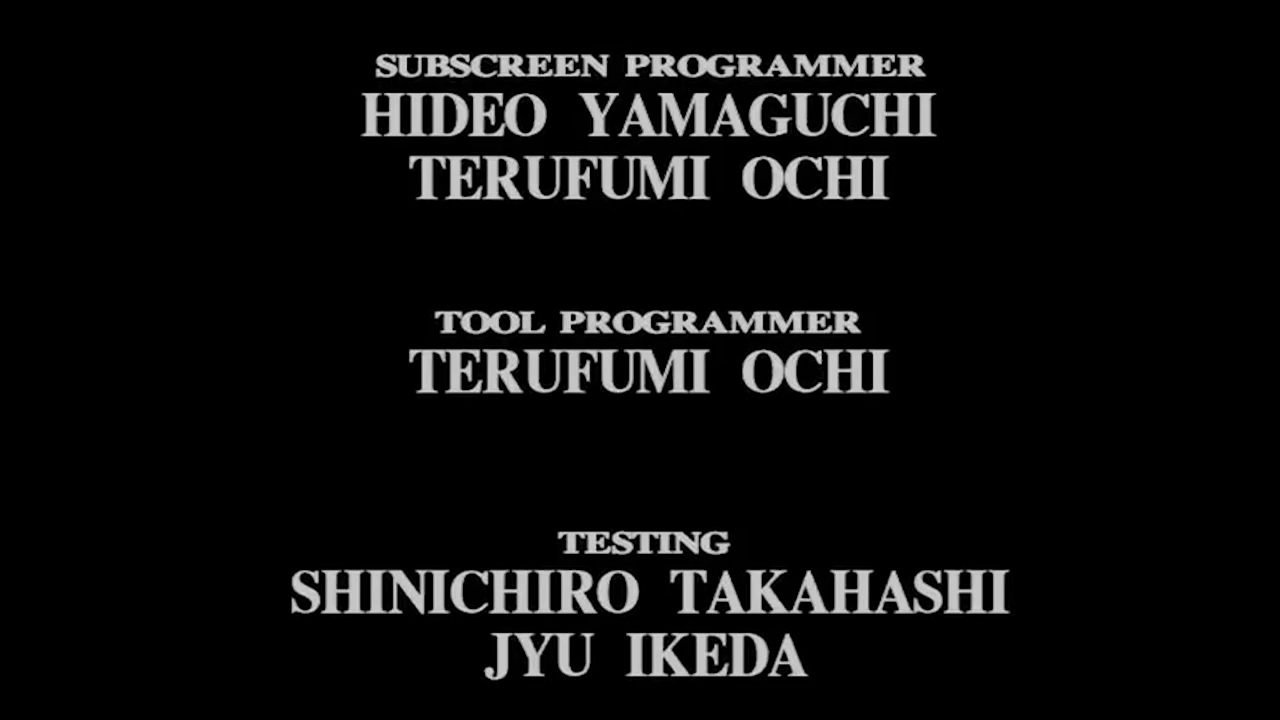 SUBSCREEN PROGRAMMER
HIDEO YAMAGUCHI
TERUFUMI OCHI
TOOL PROGRAMMER
TERUFUMI OCHI
TESTING
SHINICHIRO TAKAHASHI
JYU IKEDA